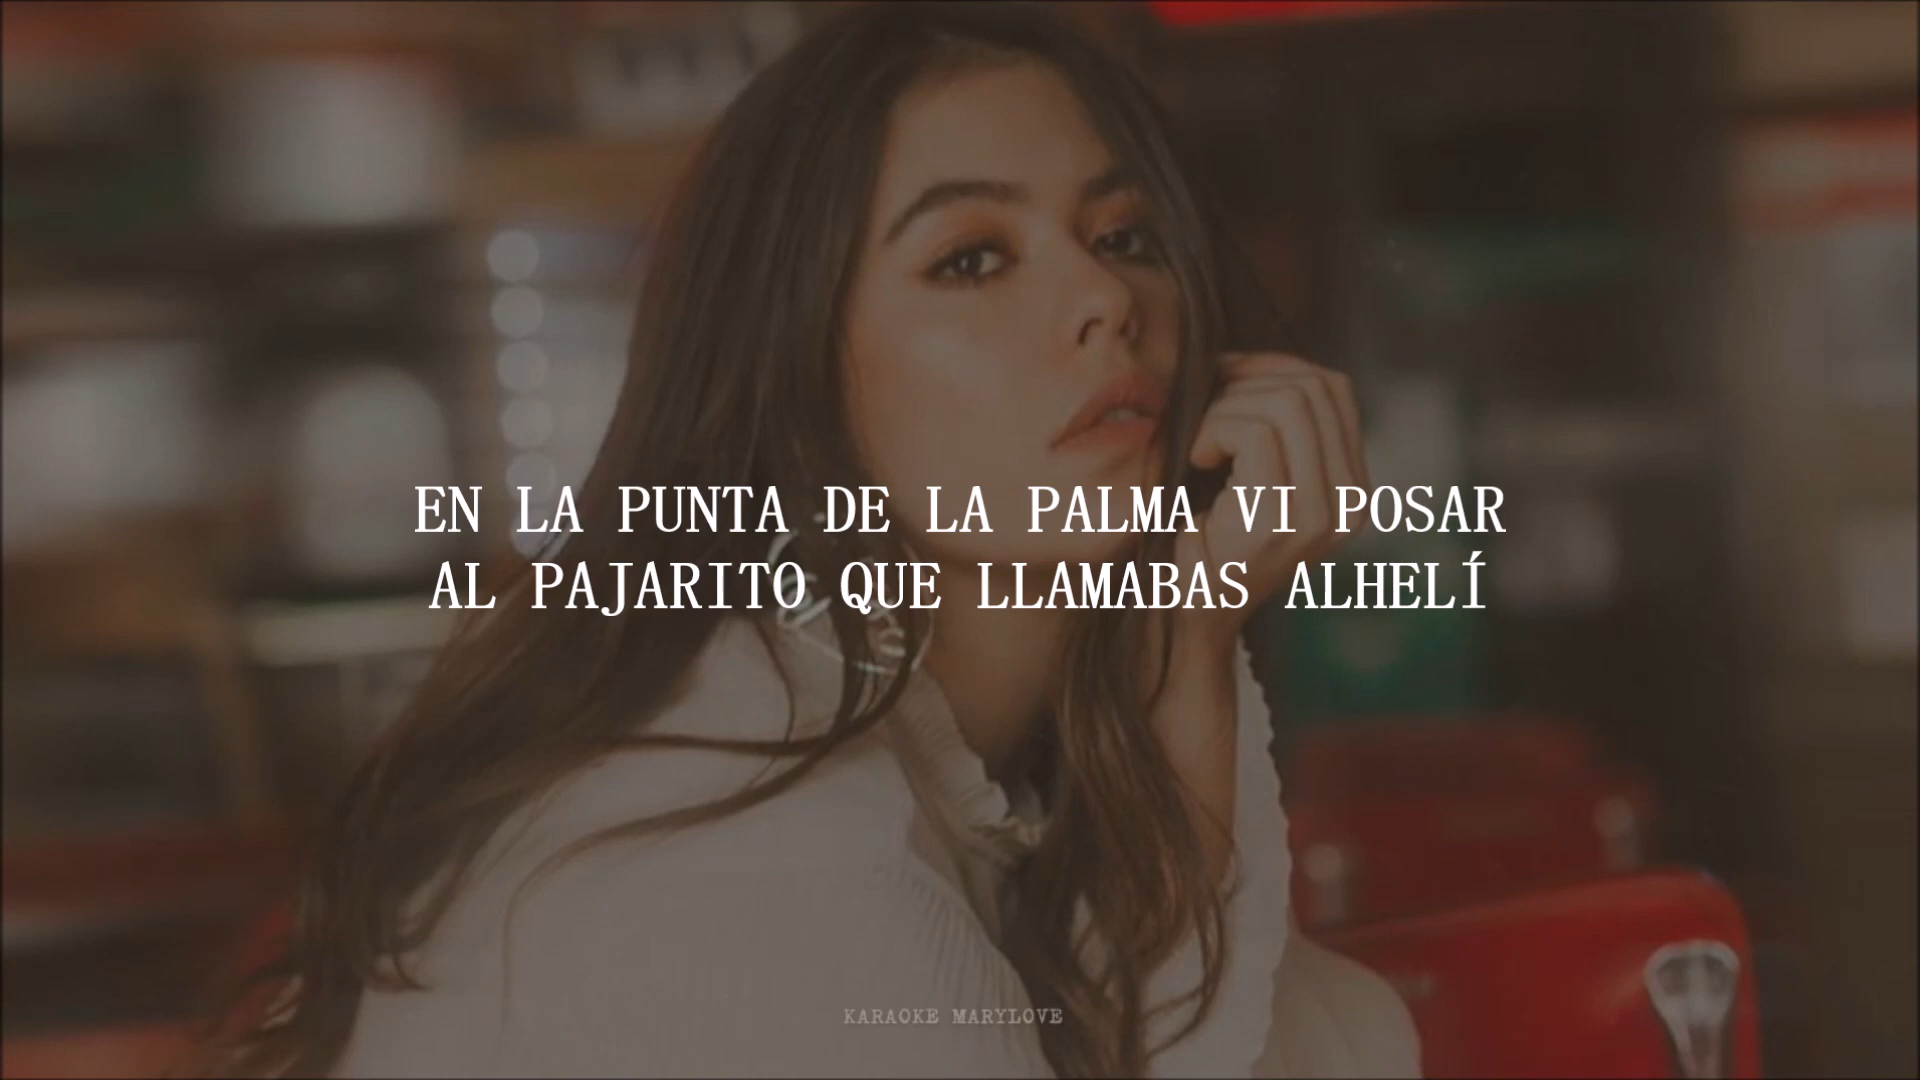 EN LA PUNTA DE LA PALMA VI POSAR
AL PAJARITO QUE LLAMABAS ALHELÍ
KARAOKE MARYLOVE